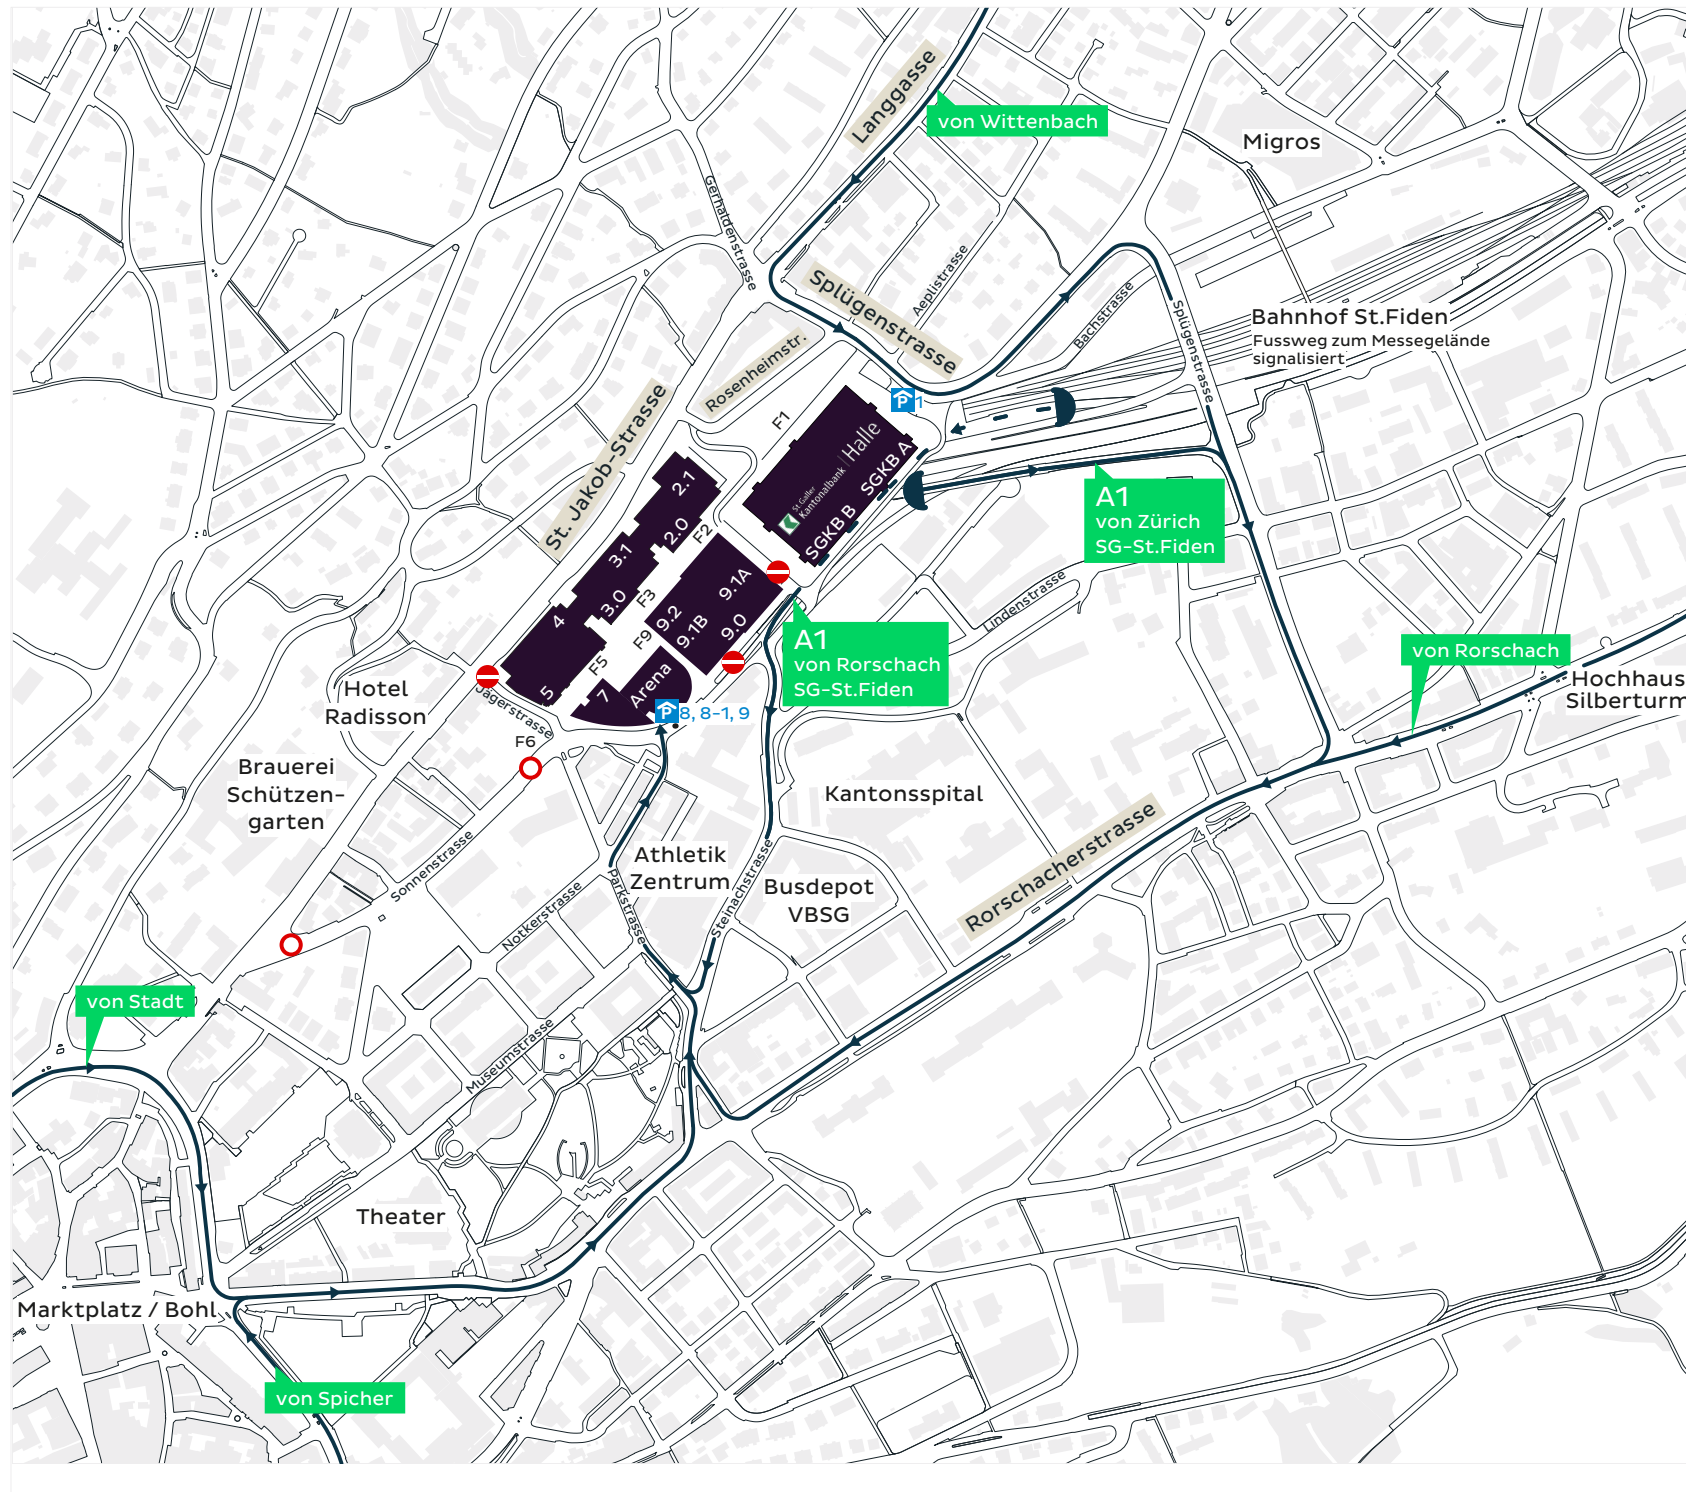 Langgasse
von Wittenbach
Migros
Gerhaldenstrasse
Splügenstrasse
Aeplistrasse
Bachstrasse
Splügenstrasse
Bahnhof St.Fiden
Fussweg zum Messegelände
signalisiert
Rosenheimstr.
St. Jakob-Strasse
F1
P 1
St.Galler
Kantonalbank
Halle
SGKB A
SGKB B
2.1
2.0
F2
3.1
3.0
F3
9.1A
9.2
9.1B
9.0
F9
4
5
F5
7
Arena
P 8, 8-1, 9
A1
von Zürich
SG-St.Fiden
A1
von Rorschach
SG-St.Fiden
Lindenstrasse
von Rorschach
Hochhaus
Silberturm
Hotel
Radisson
Jägerstrasse
F6
Brauerei
Schützen-
garten
Kantonsspital
Rorschacherstrasse
Sonnenstrasse
Athletik
Zentrum
Busdepot
VBSG
Notkerstrasse
Parkstrasse
Steinachstrasse
von Stadt
Museumstrasse
Theater
Marktplatz / Bohl
von Spicher